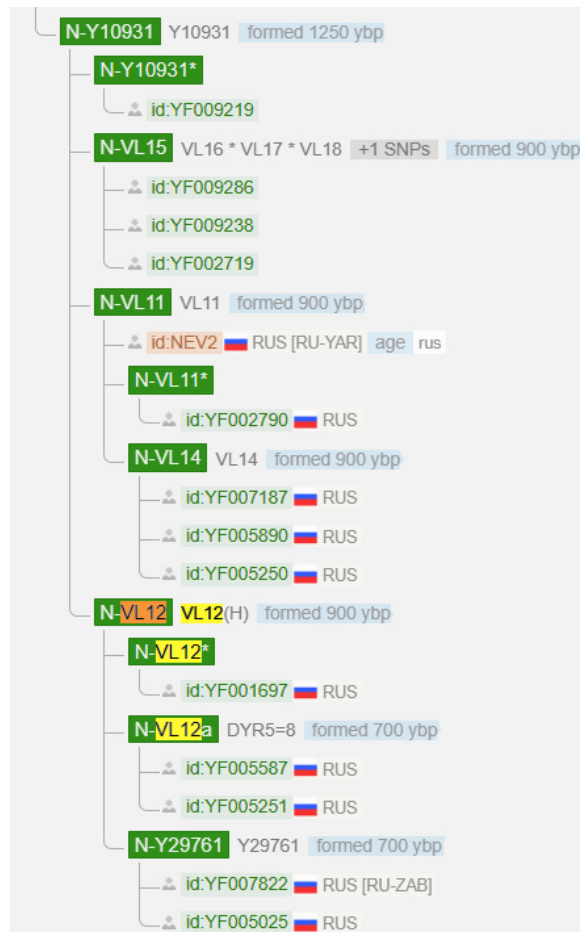 N-Y10931 Y10931 formed 1250 ybp
N-Y10931*
id:YF009219
N-VL15 VL16 * VL17 * VL18 +1 SNPs formed 900 ybp
id:YF009286
id:YF009238
id:YF002719
N-VL11 VL11 formed 900 ybp
id:NEV2 RUS [RU-YAR] age rus
N-VL11*
id:YF002790 RUS
N-VL14 VL14 formed 900 ybp
id:YF007187 RUS
id:YF005890 RUS
id:YF005250 RUS
N-VL12 VL12(H) formed 900 ybp
N-VL12*
id:YF001697 RUS
N-VL12a DYR5=8 formed 700 ybp
id:YF005587 RUS
id:YF005251 RUS
N-Y29761 Y29761 formed 700 ybp
id:YF007822 RUS [RU-ZAB]
id:YF005025 RUS